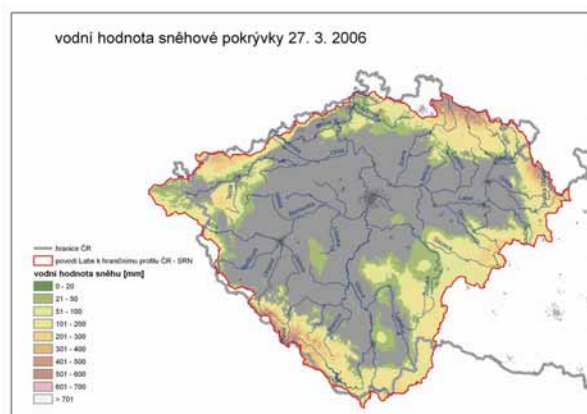 vodní hodnota sněhové pokrývky 27. 3. 2006
Labe
hranice ČR
povodí Labe k hraničnímu profilu ČR - SRN
vodní hodnota sněhu [mm]
0 - 20
21 - 50
51 - 100
101 - 200
201 - 300
301 - 400
401 - 500
501 - 600
601 - 700
> 701